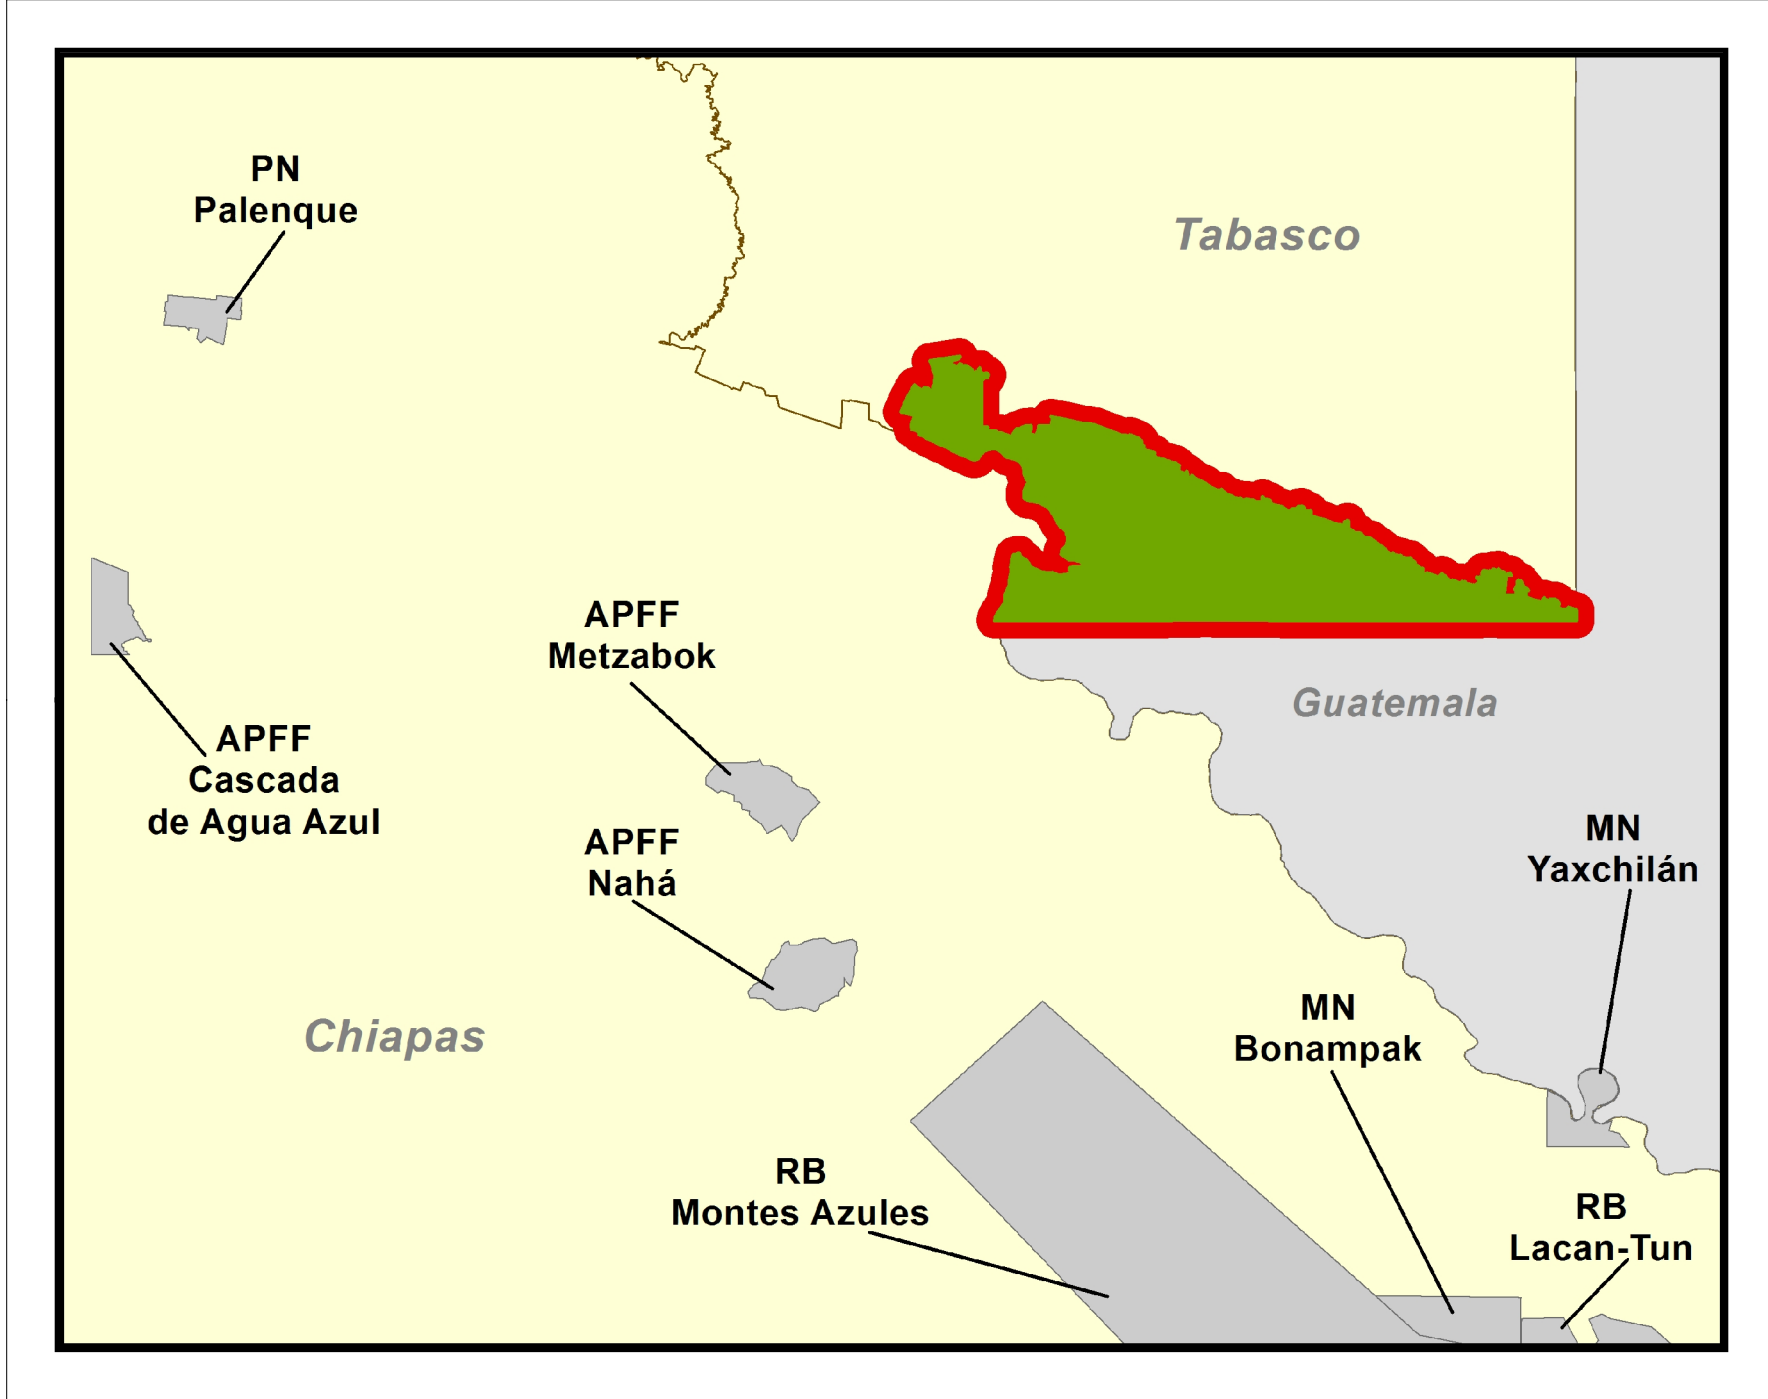 PN
Palenque
Tabasco
APFF
Metzabok
Guatemala
APFF
Cascada
de Agua Azul
APFF
Nahá
MN
Yaxchilán
Chiapas
MN
Bonampak
RB
Montes Azules
RB
Lacan-Tun